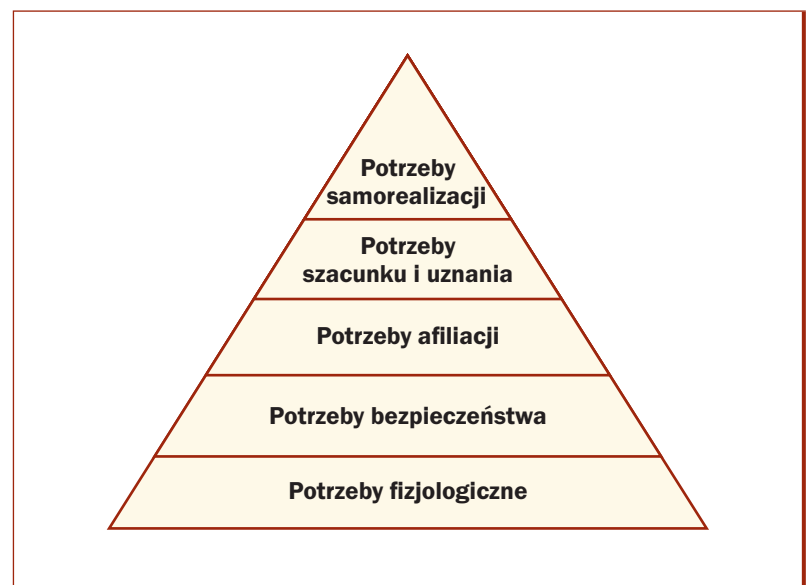 Potrzeby
samorealizacji
Potrzeby
szacunku i uznania
Potrzeby afiliacji
Potrzeby bezpieczeństwa
Potrzeby fizjologiczne